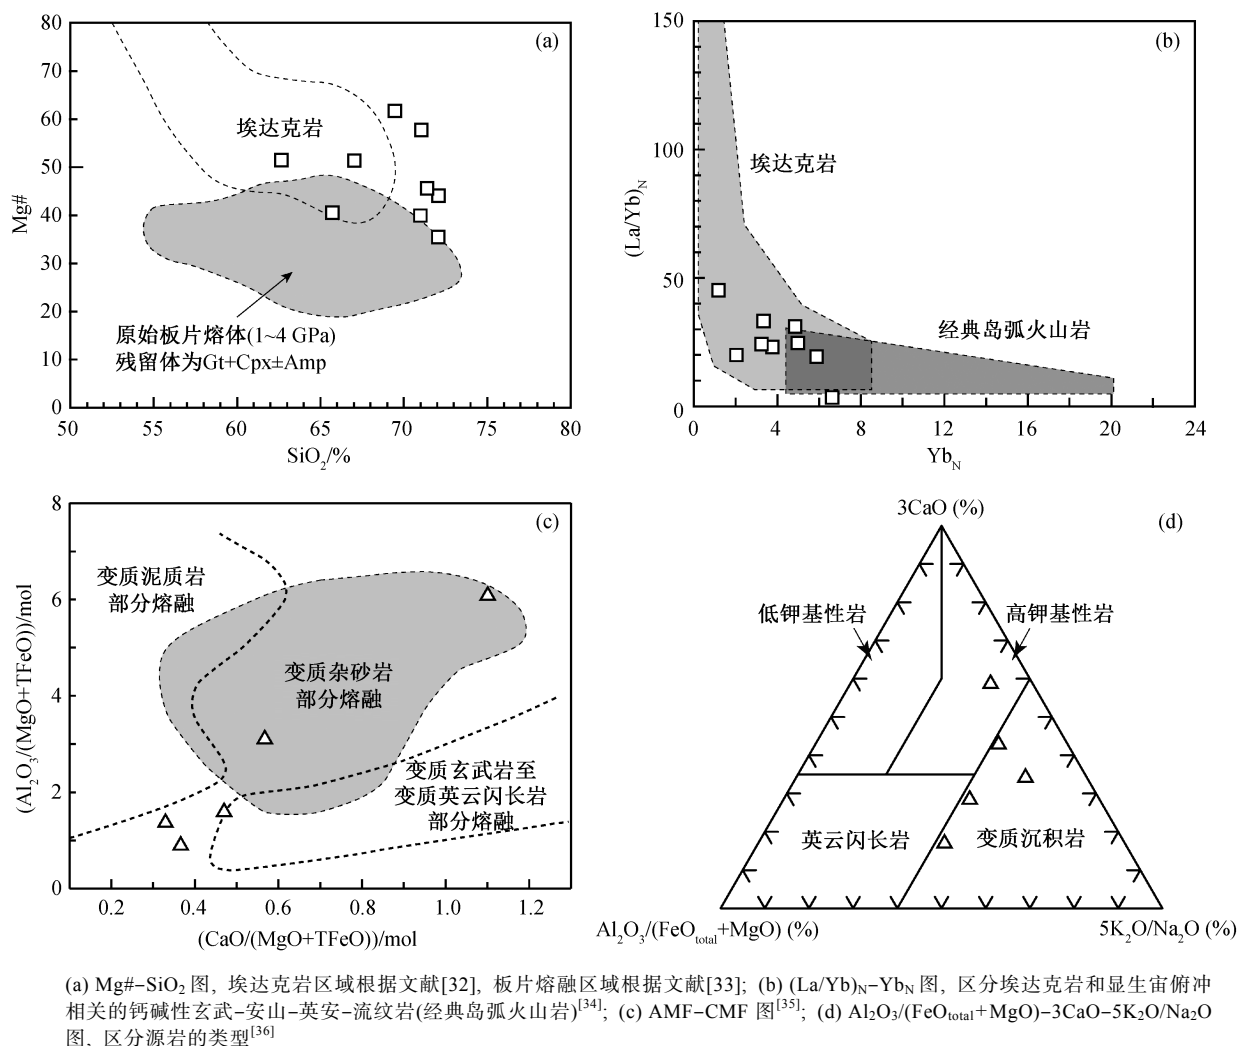 80
(a)
70
60
埃达克岩
50
Mg#
40
30
原始板片熔体(1~4 GPa)
20
残留体为Gt+Cpx±Amp
10
0
50
60
65
70
75
80
SiO2/%
150
(b)
100
埃达克岩
(La/Yb)N
50
经典岛弧火山岩
0
0
4
8
12
16
20
24
YbN
8
(c)
变质泥质岩
部分熔融
6
变质杂砂岩
部分熔融
(Al2O3/(MgO+TFeO))/mol
4
变质玄武岩至
变质英云闪长岩
部分熔融
2
0
0.2
0.4
0.6
0.8
1.0
1.2
(CaO/(MgO+TFeO))/mol
3CaO (%)
(d)
低钾基性岩
高钾基性岩
英云闪长岩
变质沉积岩
Al2O3/(FeOtotal+MgO) (%)
5K2O/Na2O (%)
(a) Mg#−SiO2 图, 埃达克岩区域根据文献[32], 板片熔融区域根据文献[33]; (b) (La/Yb)N−YbN 图, 区分埃达克岩和显生宙俯冲
相关的钙碱性玄武−安山−英安−流纹岩(经典岛弧火山岩)[34]; (c) AMF−CMF 图[35]; (d) Al2O3/(FeOtotal+MgO)−3CaO−5K2O/Na2O
图, 区分源岩的类型[36]